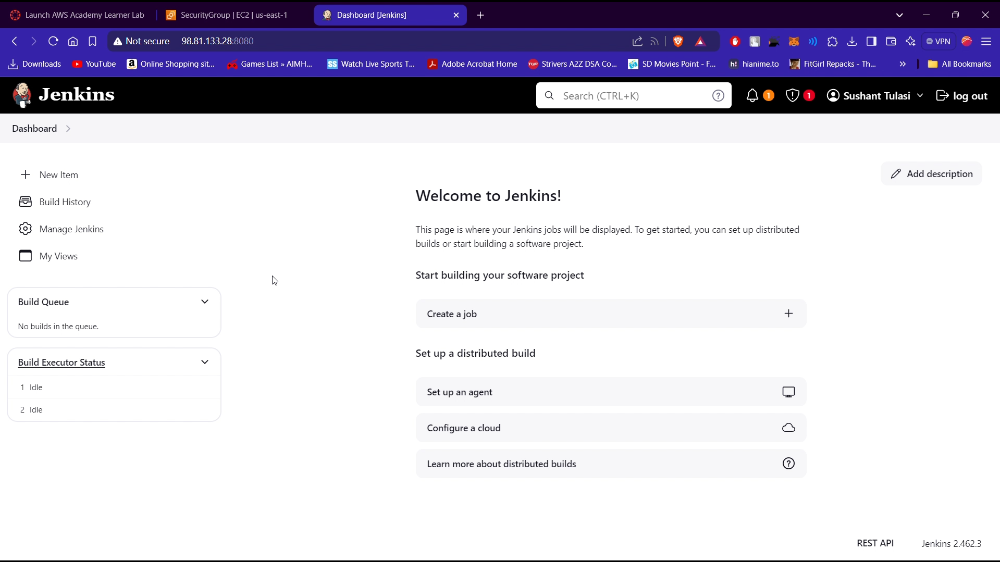 Launch AWS Academy Learner Lab
SecurityGroup | EC2 | us-east-1
Dashboard [Jenkins]
Not secure 98.81.133.28:8080
VPN
Downloads
YouTube
Online Shopping sit...
Games List » AIMH...
Watch Live Sports T...
Adobe Acrobat Home
Strivers A2Z DSA Co...
SD Movies Point - F...
hianime.to
FitGirl Repacks - Th...
All Bookmarks
Jenkins
Search (CTRL+K)
1
1
Sushant Tulasi
log out
Dashboard
New Item
Build History
Manage Jenkins
My Views
Build Queue
No builds in the queue.
Build Executor Status
1 Idle
2 Idle
Add description
Welcome to Jenkins!
This page is where your Jenkins jobs will be displayed. To get started, you can set up distributed
builds or start building a software project.
Start building your software project
Create a job
Set up a distributed build
Set up an agent
Configure a cloud
Learn more about distributed builds
REST API
Jenkins 2.462.3